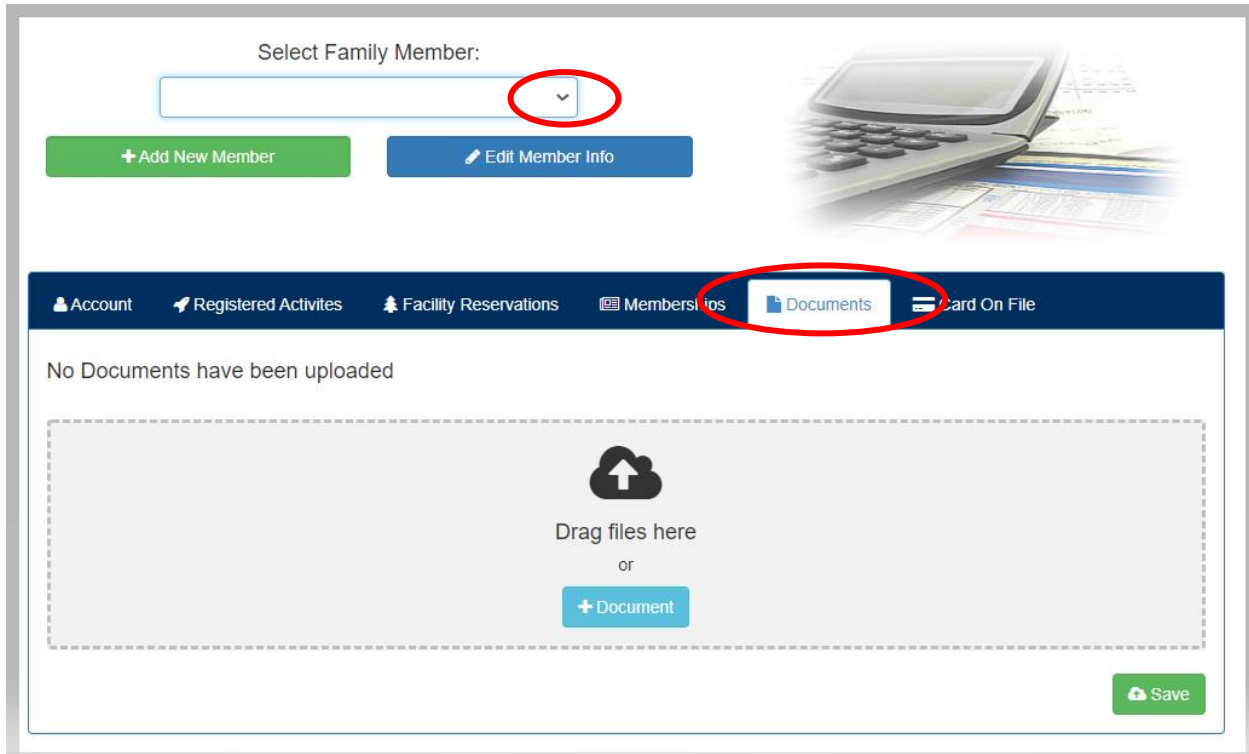 Select Family Member:
Add New Member
Edit Member Info
Account Registered Activites Facility Reservations Memberships Documents Card On File
No Documents have been uploaded
Drag files here
or
Document
Save